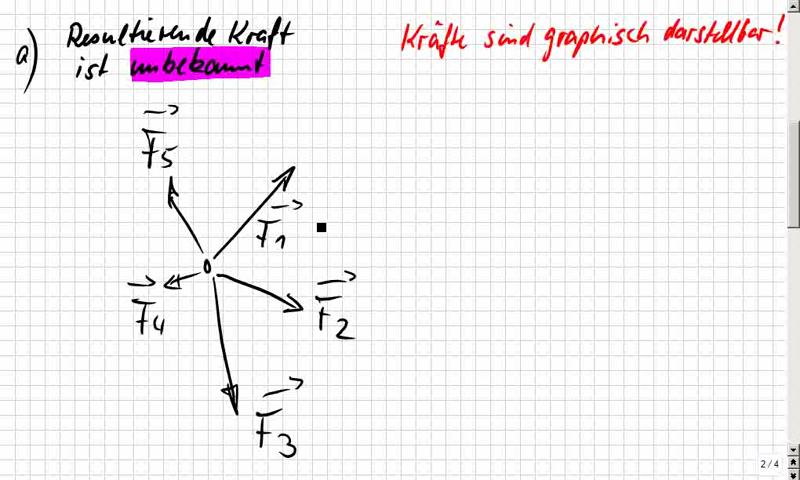 a) Resultierende Kraft
ist unbekannt
Kräfte sind graphisch darstellbar!
F5
F1
F4
F2
F3
2/4